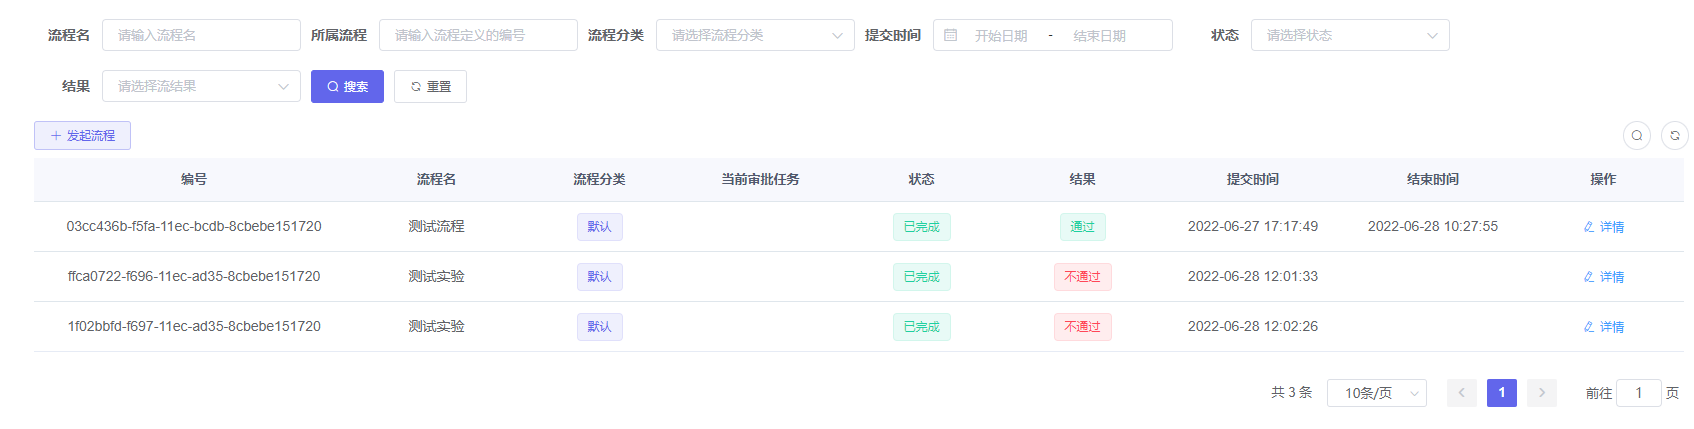 流程名 请输入流程名 所属流程 请输入流程定义的编号 流程分类 请选择流程分类 提交时间 开始日期 - 结束日期 状态 请选择状态
结果 请选择流结果 搜索 重置
发起流程
编号 流程名 流程分类 当前审批任务 状态 结果 提交时间 结束时间 操作
03cc436b-f5fa-11ec-bcdb-8cbebe151720 测试流程 默认 已完成 通过 2022-06-27 17:17:49 2022-06-28 10:27:55 详情
ffca0722-f696-11ec-ad35-8cbebe151720 测试实验 默认 已完成 不通过 2022-06-28 12:01:33 详情
1f02bbfd-f697-11ec-ad35-8cbebe151720 测试实验 默认 已完成 不通过 2022-06-28 12:02:26 详情
共 3 条 10条/页 1 前往 1 页